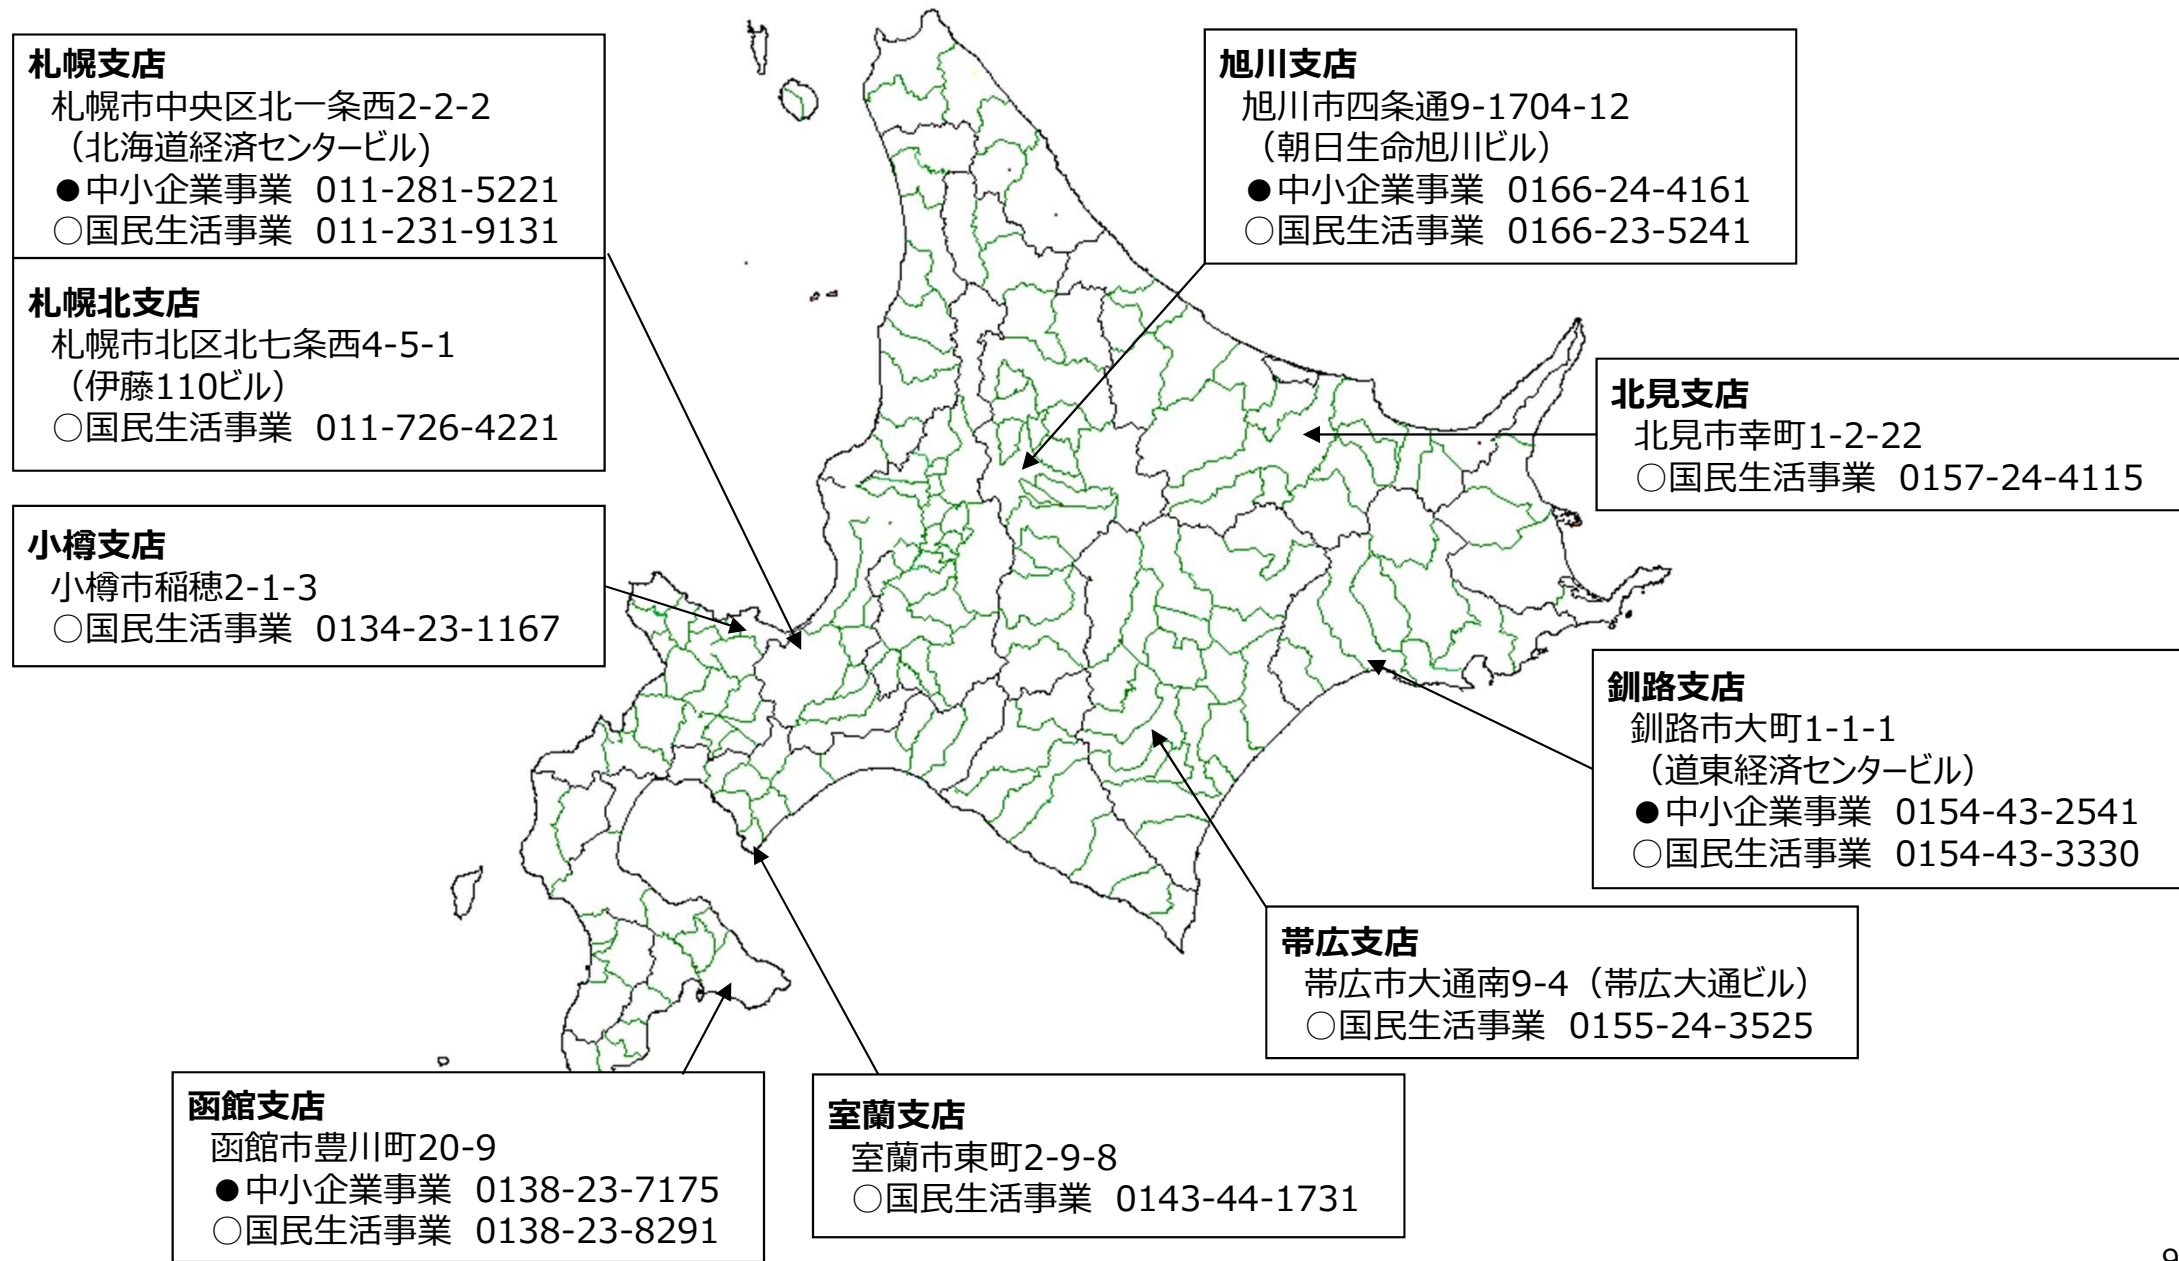 札幌支店
札幌市中央区北一条西2-2-2
（北海道経済センタービル)
●中小企業事業 011-281-5221
○国民生活事業 011-231-9131
札幌北支店
札幌市北区北七条西4-5-1
（伊藤110ビル）
○国民生活事業 011-726-4221
小樽支店
小樽市稲穂2-1-3
○国民生活事業 0134-23-1167
旭川支店
旭川市四条通9-1704-12
（朝日生命旭川ビル）
●中小企業事業 0166-24-4161
○国民生活事業 0166-23-5241
北見支店
北見市幸町1-2-22
○国民生活事業 0157-24-4115
釧路支店
釧路市大町1-1-1
（道東経済センタービル）
●中小企業事業 0154-43-2541
○国民生活事業 0154-43-3330
帯広支店
帯広市大通南9-4（帯広大通ビル）
○国民生活事業 0155-24-3525
函館支店
函館市豊川町20-9
●中小企業事業 0138-23-7175
○国民生活事業 0138-23-8291
室蘭支店
室蘭市東町2-9-8
○国民生活事業 0143-44-1731
9